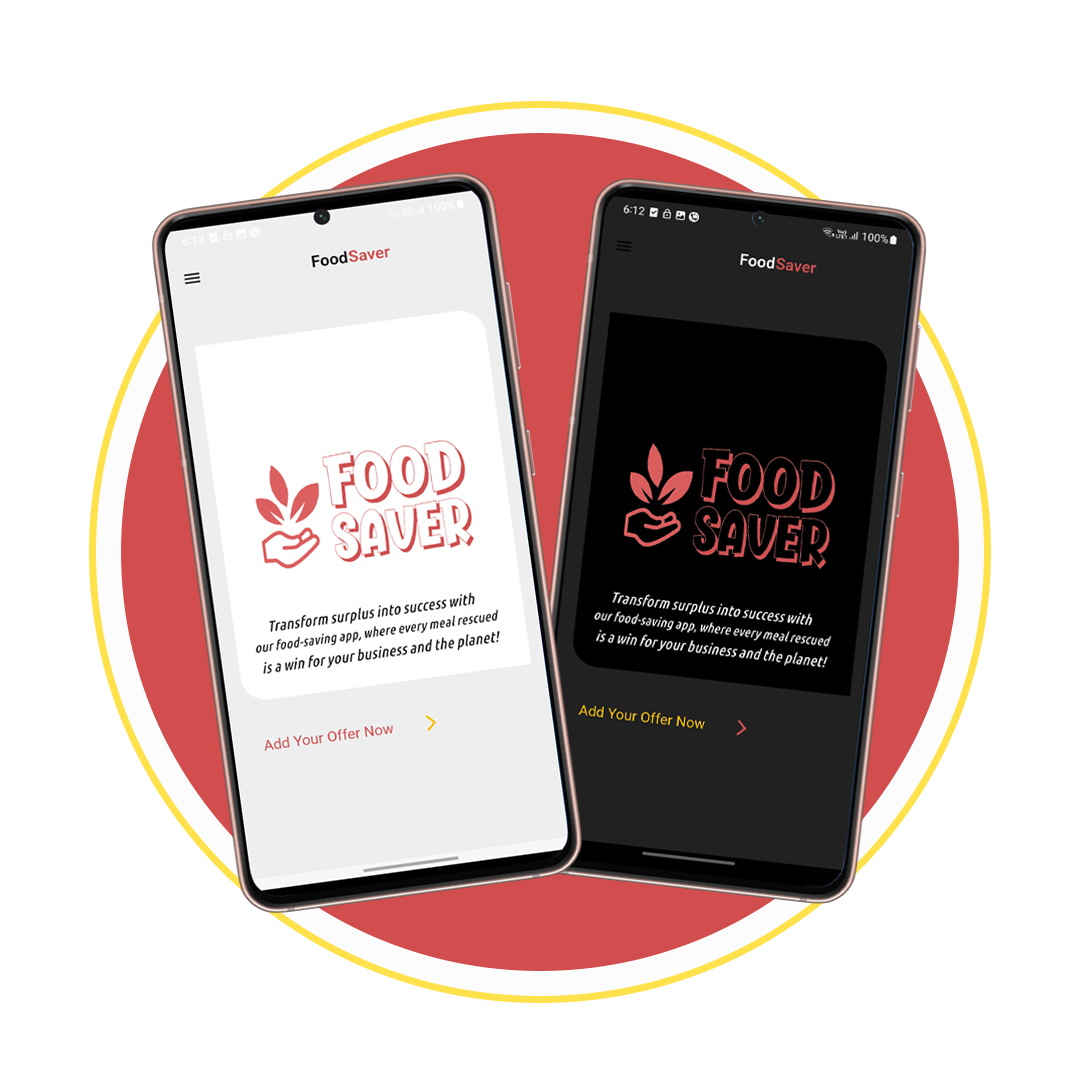 6:12
100%
FoodSaver
FOOD
SAVER
Transform surplus into success with
our food-saving app, where every meal rescued
is a win for your business and the planet!
Add Your Offer Now
6:12
100%
FoodSaver
FOOD
SAVER
Transform surplus into success with
our food-saving app, where every meal rescued
is a win for your business and the planet!
Add Your Offer Now